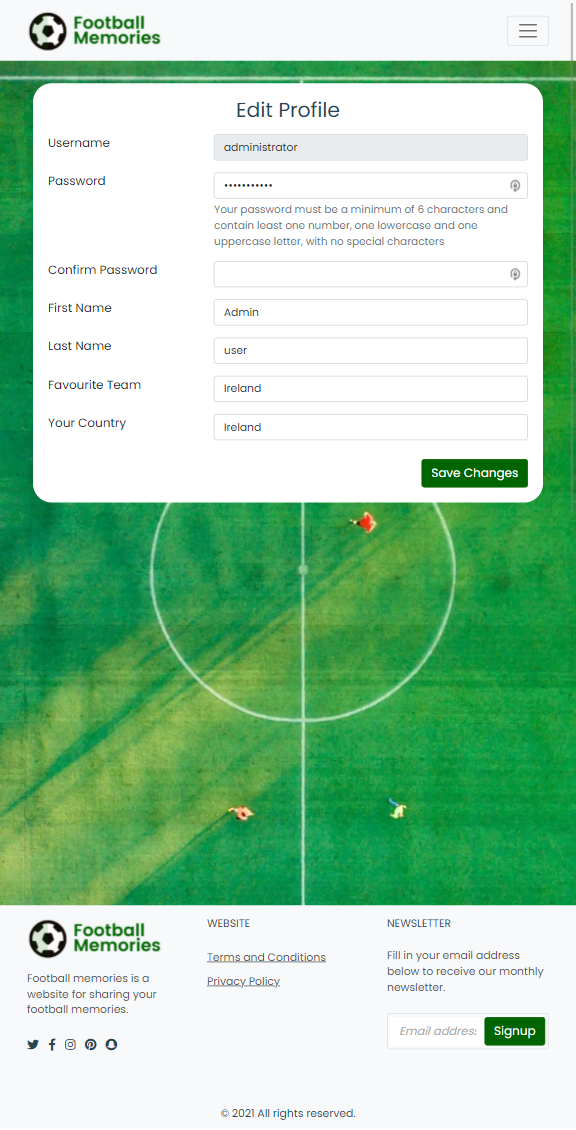 Football
Memories
Edit Profile
Username
administrator
Password
•••••••••••
Your password must be a minimum of 6 characters and
contain least one number, one lowercase and one
uppercase letter, with no special characters
Confirm Password
First Name
Admin
Last Name
user
Favourite Team
Ireland
Your Country
Ireland
Save Changes
Football
Memories
Football memories is a
website for sharing your
football memories.
WEBSITE
Terms and Conditions
Privacy Policy
NEWSLETTER
Fill in your email address
below to receive our monthly
newsletter.
Email address
Signup
© 2021 All rights reserved.